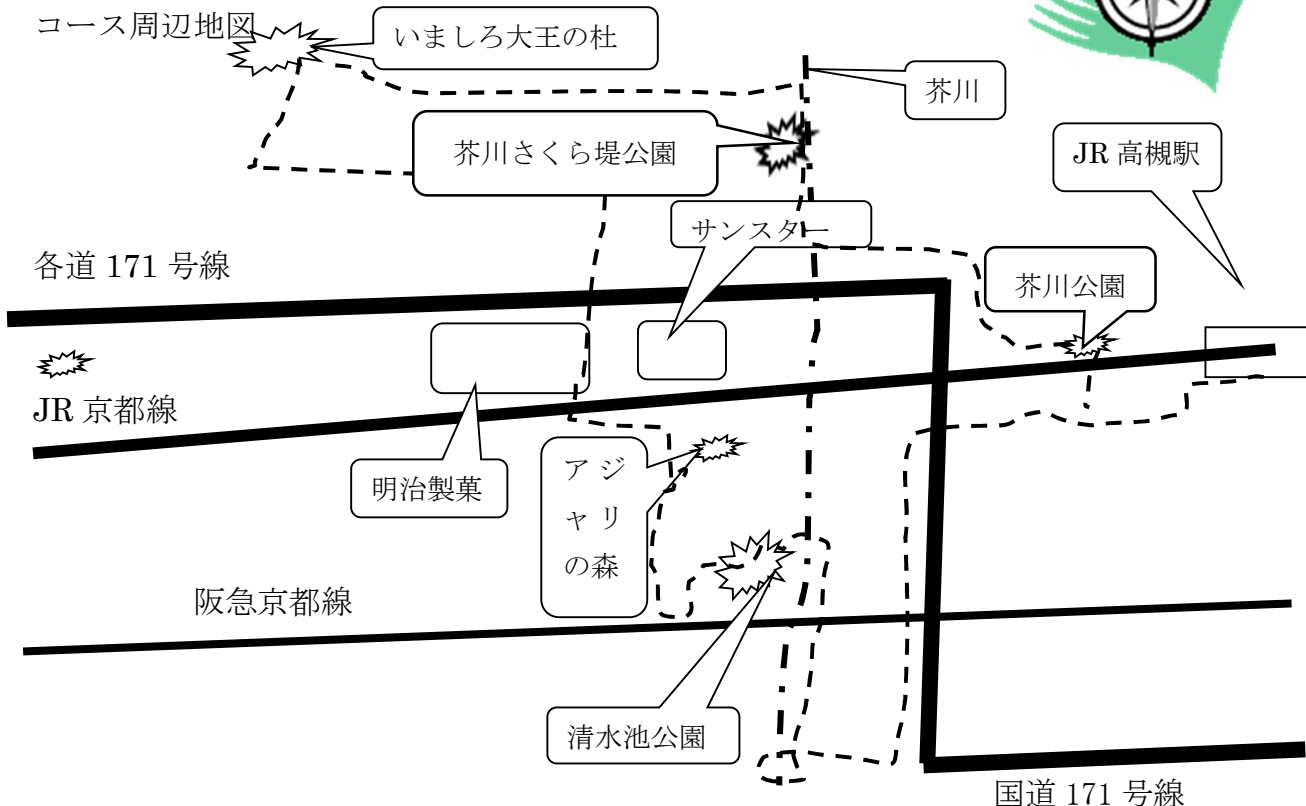 コース周辺地図
いましろ大王の杜
芥川
芥川さくら堤公園
JR 高槻駅
サンスター
各道 171 号線
芥川公園
JR 京都線
明治製菓
アジ
ャリ
の森
阪急京都線
清水池公園
国道 171 号線